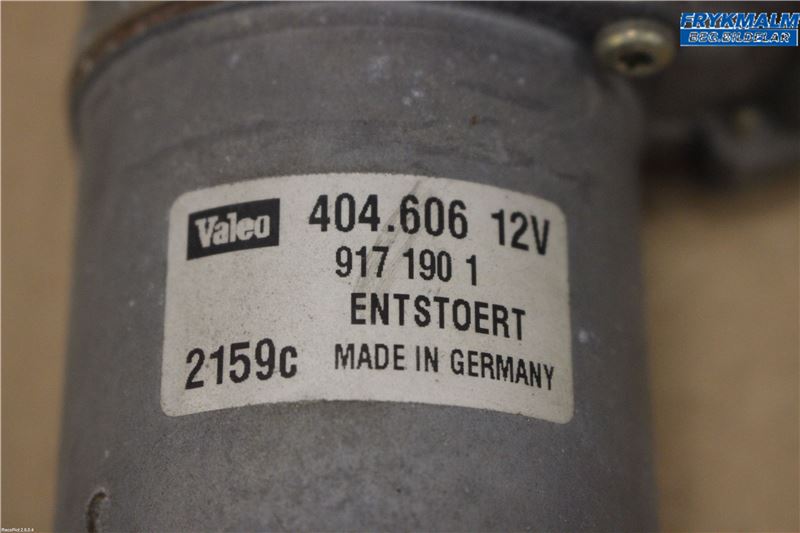 FRYKMALM
BEG.BILDELAR
Valeo 404.606 12V
917 190 1
ENTSTOERT
2159c MADE IN GERMANY